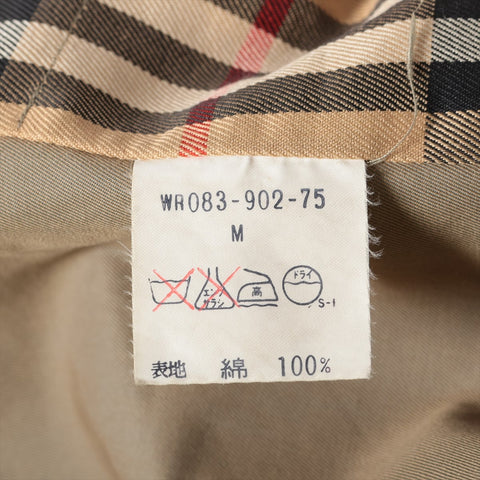 WR083-902-75
M
エンソ
サラシ
高
ドライ
S-1
表地 綿 100%